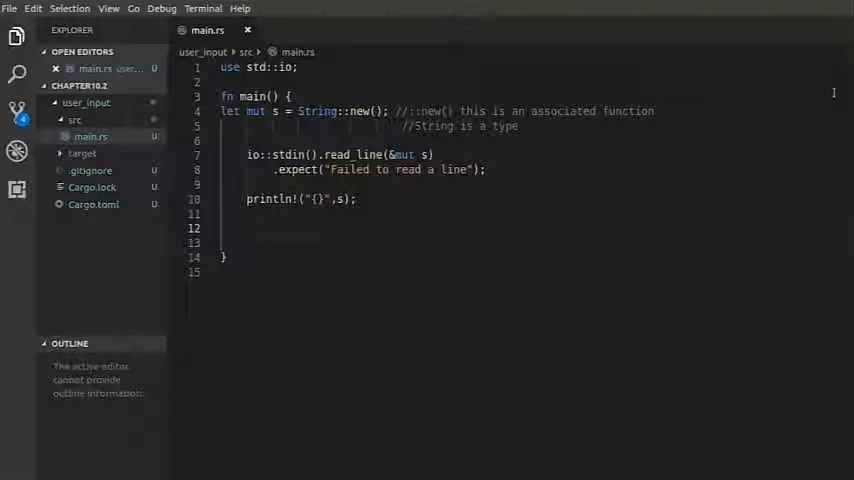 File Edit Selection View Go Debug Terminal Help
EXPLORER
OPEN EDITORS
main.rs user... U
CHAPTER10.2
user_input
src
main.rs U
target
.gitignore U
Cargo.lock U
Cargo.toml U
4
OUTLINE
The active editor
cannot provide
outline information.
main.rs
user_input › src › main.rs
1 use std::io;
2
3 fn main() {
4 let mut s = String::new(); //::new() this is an associated function
5 //String is a type
6
7 io::stdin().read_line(&mut s)
8 .expect("Failed to read a line");
9
10 println!("{}",s);
11
12
13
14 }
15